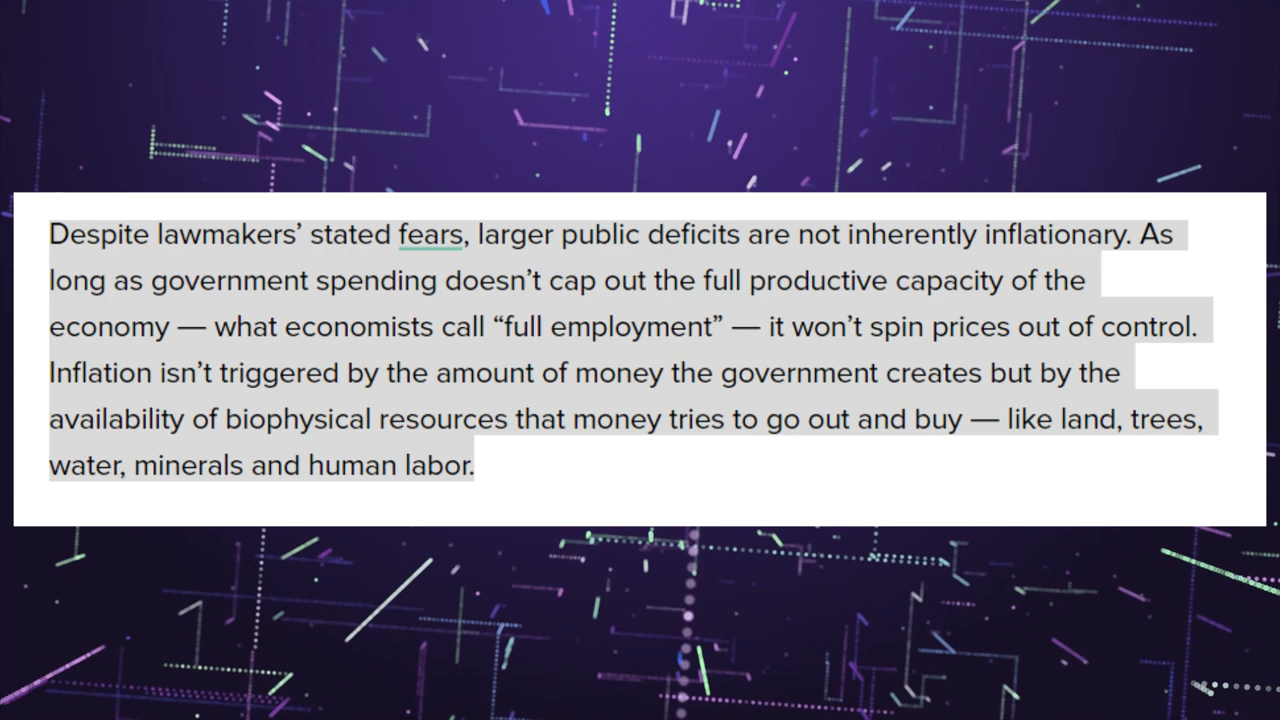 Despite lawmakers’ stated fears, larger public deficits are not inherently inflationary. As
long as government spending doesn’t cap out the full productive capacity of the
economy — what economists call “full employment” — it won’t spin prices out of control.
Inflation isn’t triggered by the amount of money the government creates but by the
availability of biophysical resources that money tries to go out and buy — like land, trees,
water, minerals and human labor.